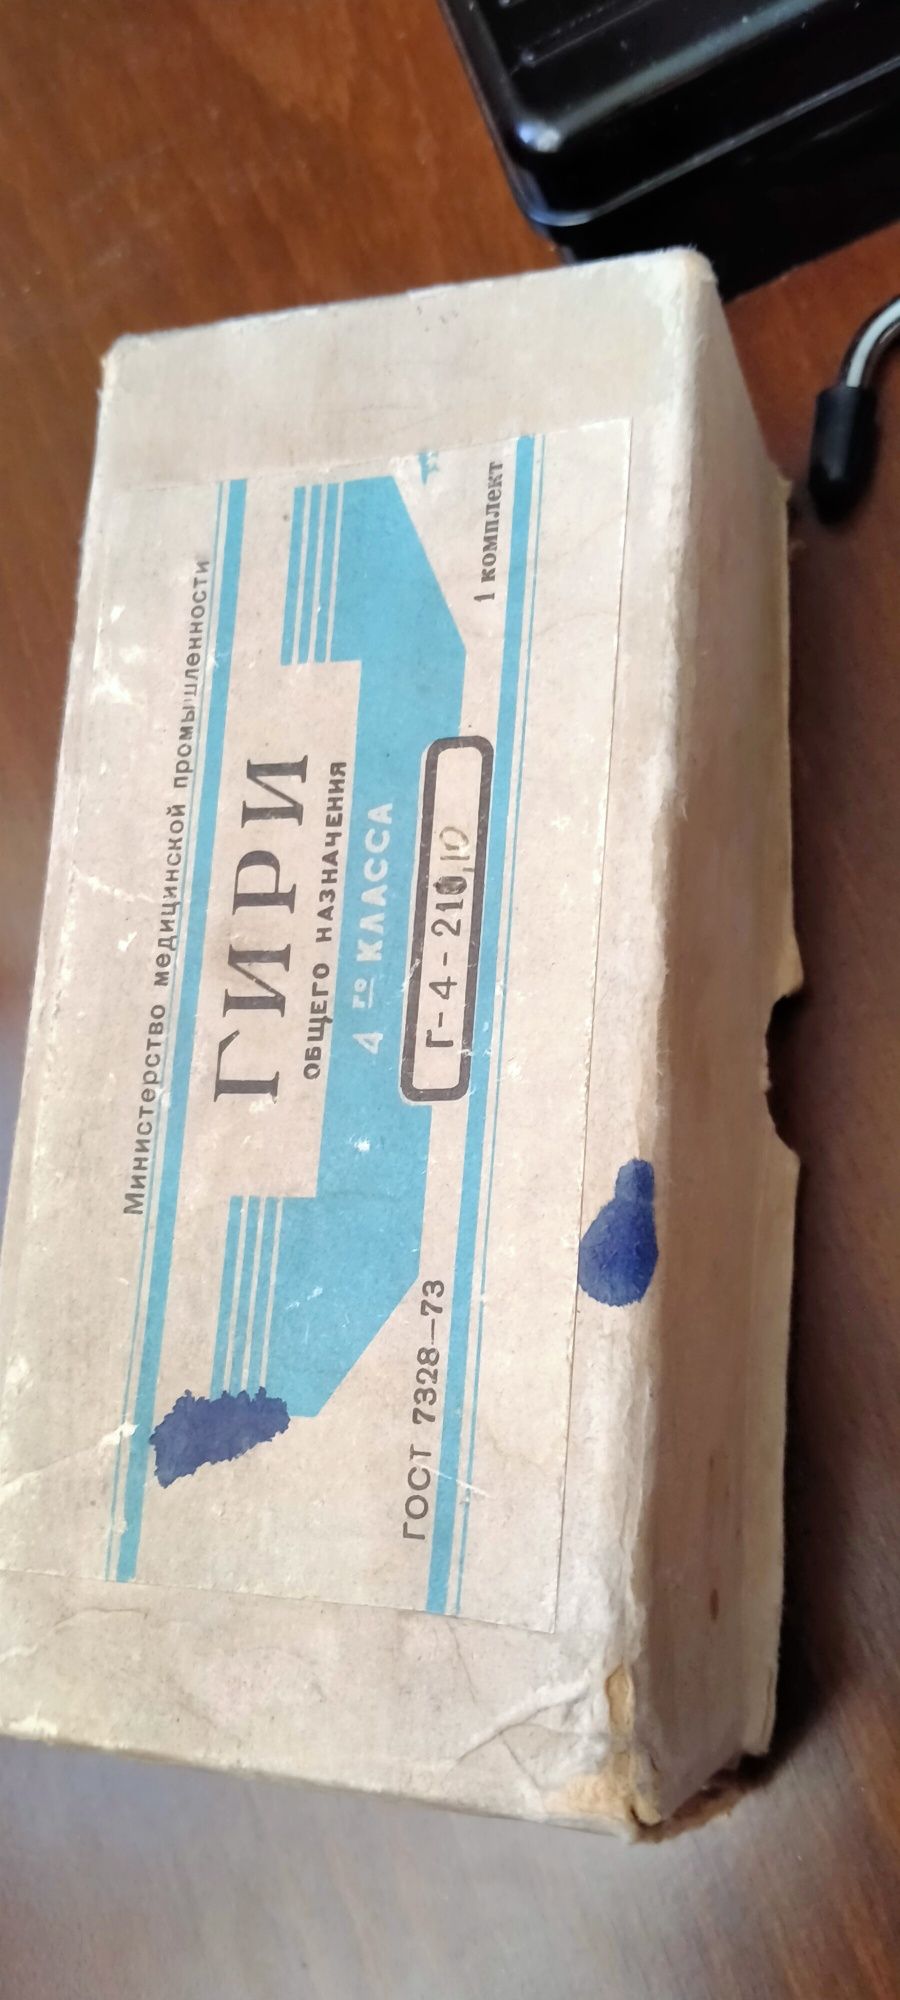 Министерство медицинской промышленности
ГИРИ
ОБЩЕГО НАЗНАЧЕНИЯ
4 го КЛАССА
Г-4-210,10
ГОСТ 7328—73
1 комплект